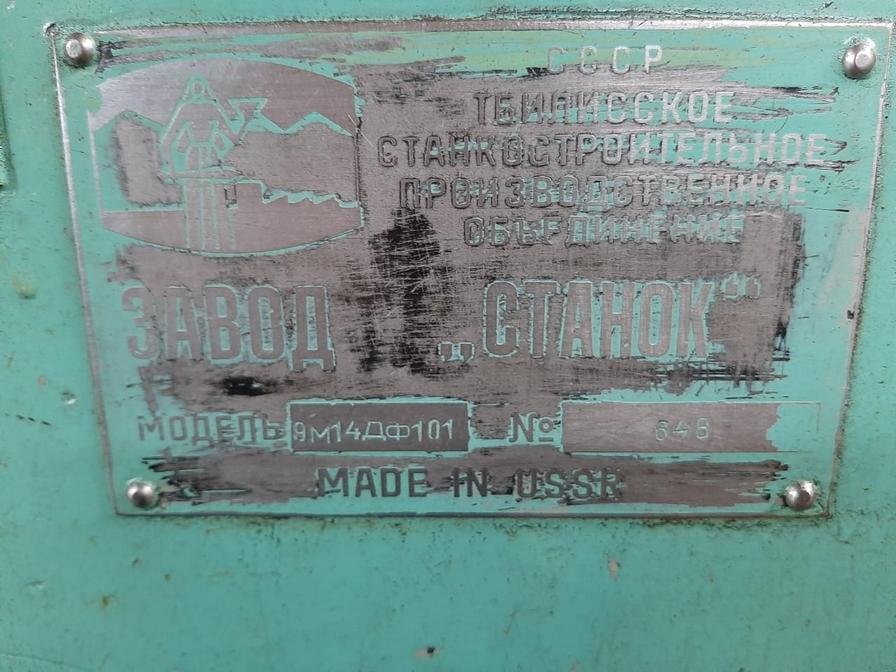 СССР
ТБИЛИССКОЕ
СТАНКОСТРОИТЕЛЬНОЕ
ПРОИЗВОДСТВЕННОЕ
ОБЪЕДИНЕНИЕ
ЗАВОД „СТАНОК“
МОДЕЛЬ 9М14ДФ101 № 648
MADE IN USSR